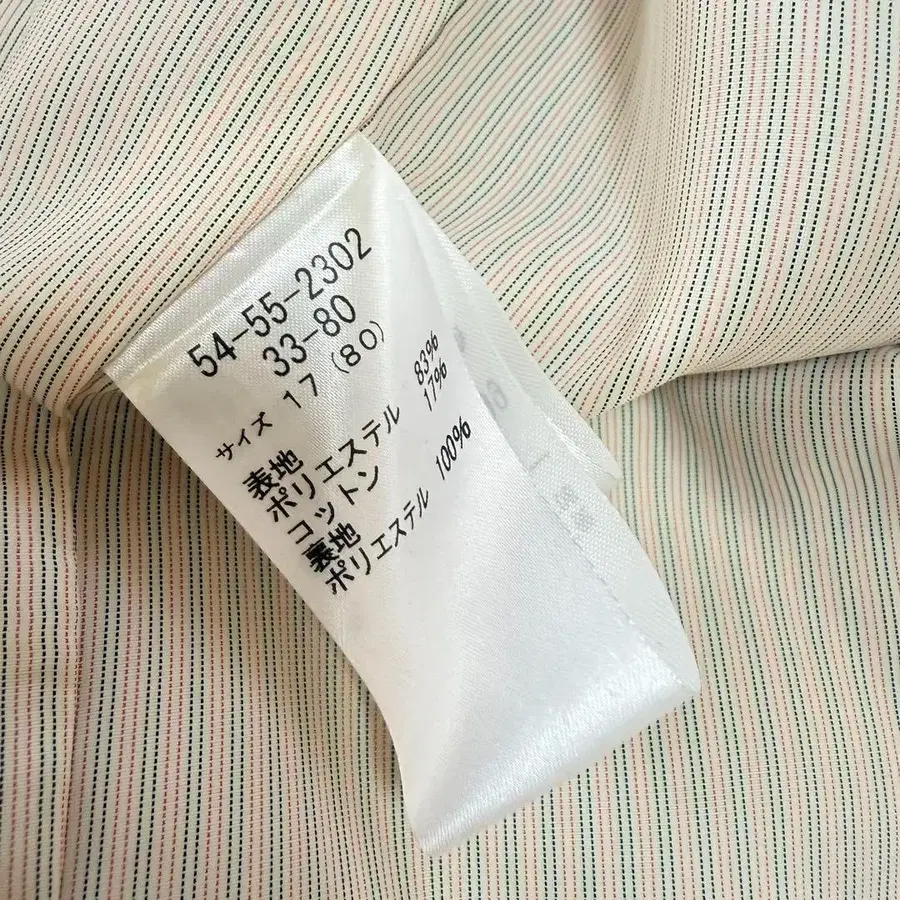 54-55-2302
33-80
サイズ 17(80)
表地
ポリエステル 83%
コットン 17%
裏地
ポリエステル 100%